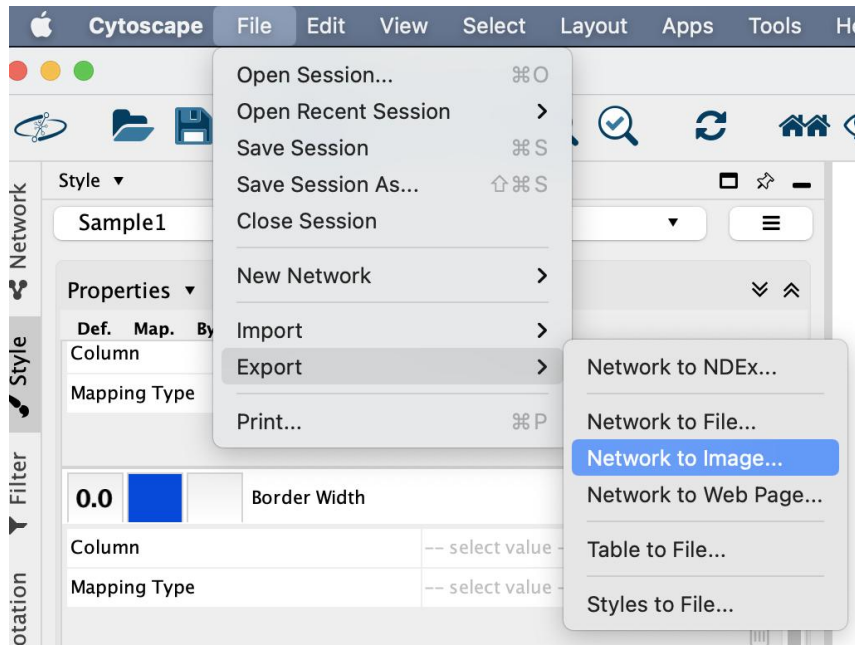 Cytoscape File Edit View Select Layout Apps Tools
Open Session... ⌘O
Open Recent Session
Save Session ⌘S
Save Session As... ⇧⌘S
Close Session
New Network
Import
Export
Print... ⌘P
Network to NDEx...
Network to File...
Network to Image...
Network to Web Page...
Table to File...
Styles to File...
Network
Style
Filter
Style
Sample1
Properties
Def. Map.
Column
Mapping Type
0.0 Border Width
Column -- select value
Mapping Type -- select value